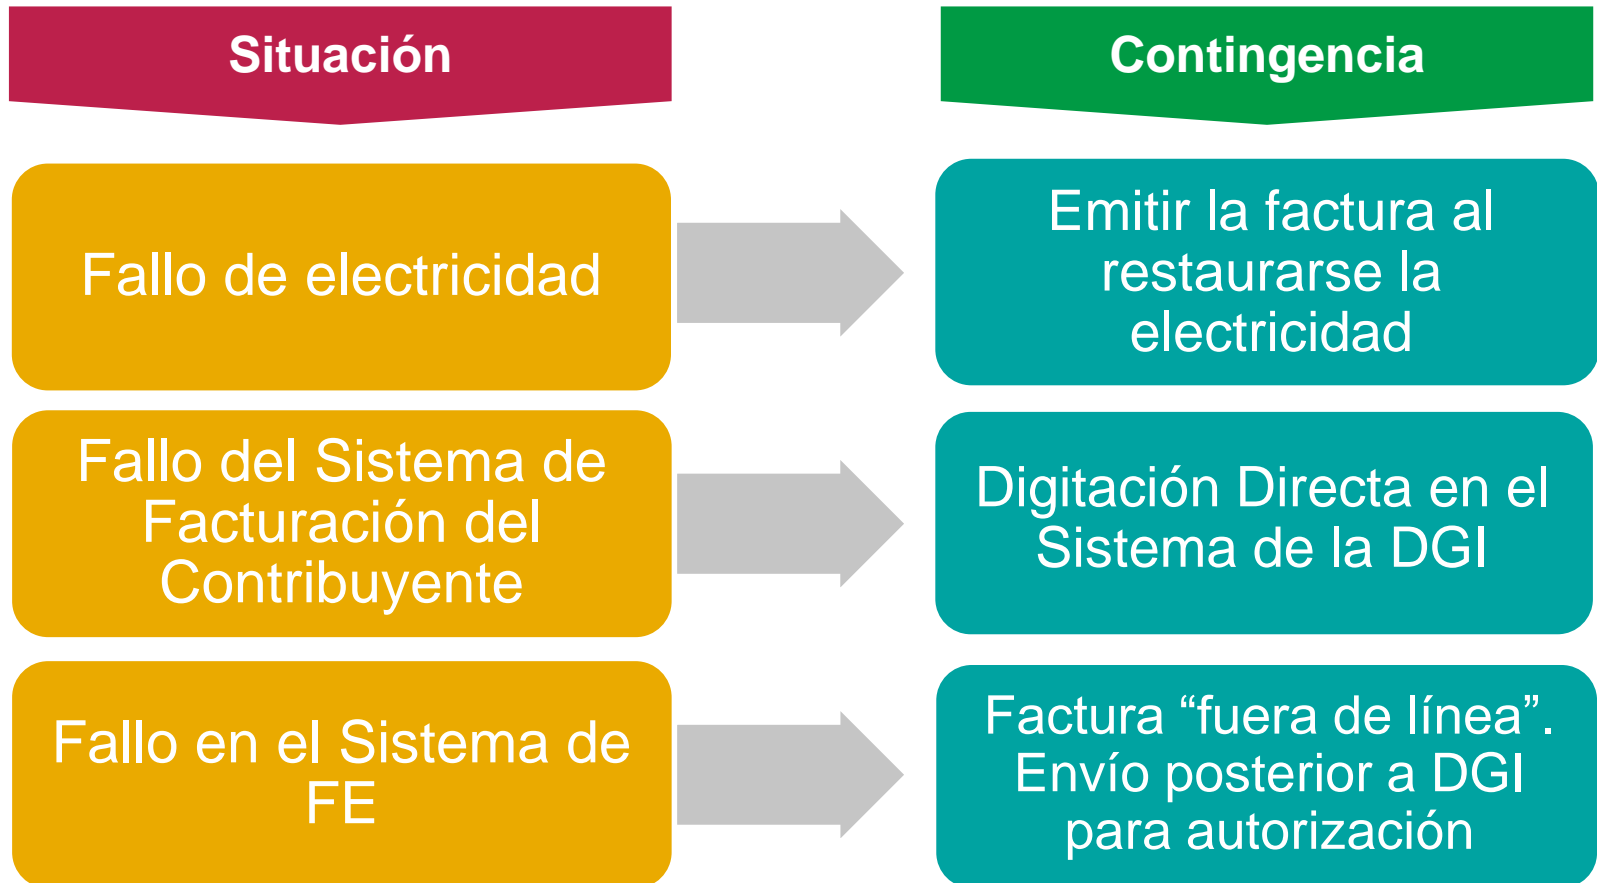 Situación
Contingencia
Fallo de electricidad
Emitir la factura al
restaurarse la
electricidad
Fallo del Sistema de
Facturación del
Contribuyente
Digitación Directa en el
Sistema de la DGI
Fallo en el Sistema de
FE
Factura “fuera de línea”.
Envío posterior a DGI
para autorización